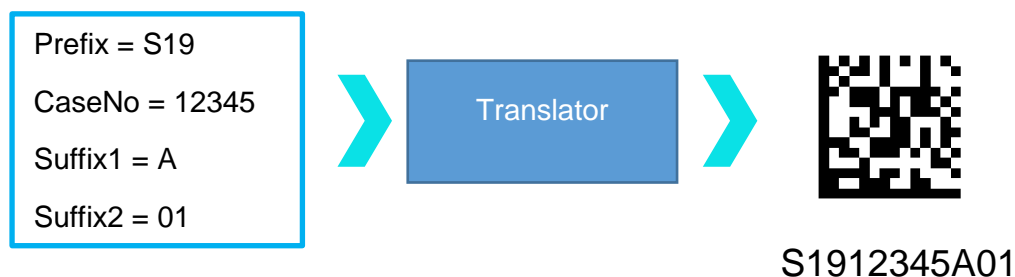 Prefix = S19
CaseNo = 12345
Suffix1 = A
Suffix2 = 01
Translator
S1912345A01